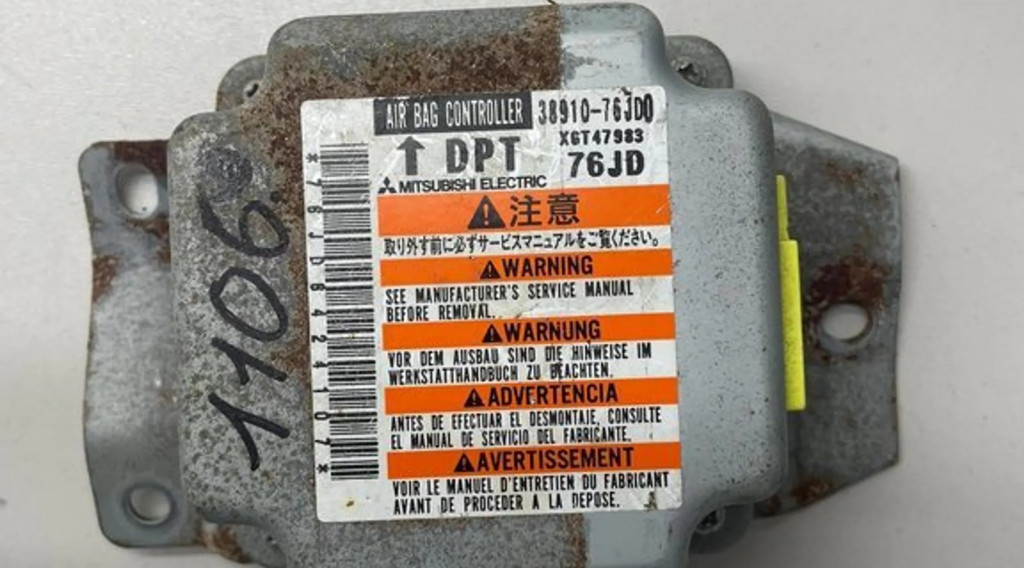 AIR BAG CONTROLLER 38910-76JD0
X6T47983
↑ DPT 76JD
MITSUBISHI ELECTRIC
⚠注意
取り外す前に必ずサービスマニュアルをご覧ください。
⚠WARNING
SEE MANUFACTURER'S SERVICE MANUAL
BEFORE REMOVAL.
⚠WARNUNG
VOR DEM AUSBAU SIND DIE HINWEISE IM
WERKSTATTHANDBUCH ZU BEACHTEN.
⚠ADVERTENCIA
ANTES DE EFECTUAR EL DESMONTAJE, CONSULTE
EL MANUAL DE SERVICIO DEL FABRICANTE.
⚠AVERTISSEMENT
VOIR LE MANUEL D'ENTRETIEN DU FABRICANT
AVANT DE PROCEDER A LA DEPOSE.
*76JD6424107*
1106